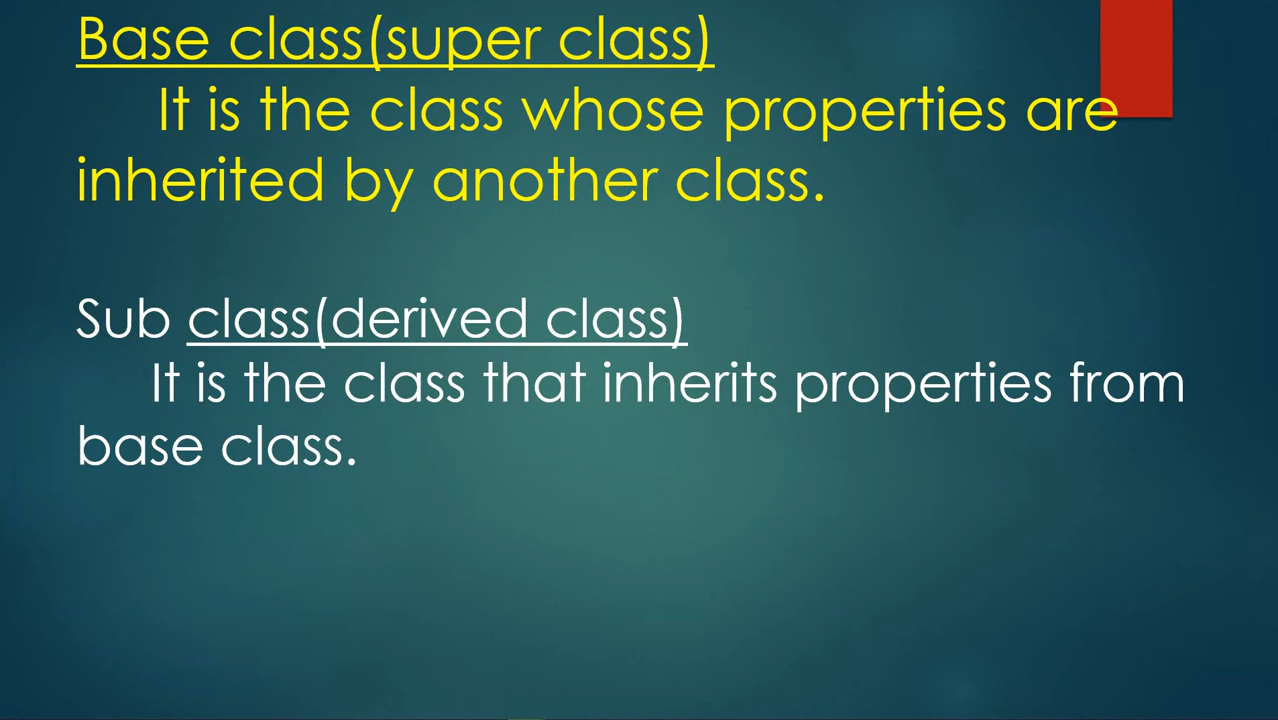 Base class(super class)
It is the class whose properties are
inherited by another class.
Sub class(derived class)
It is the class that inherits properties from
base class.